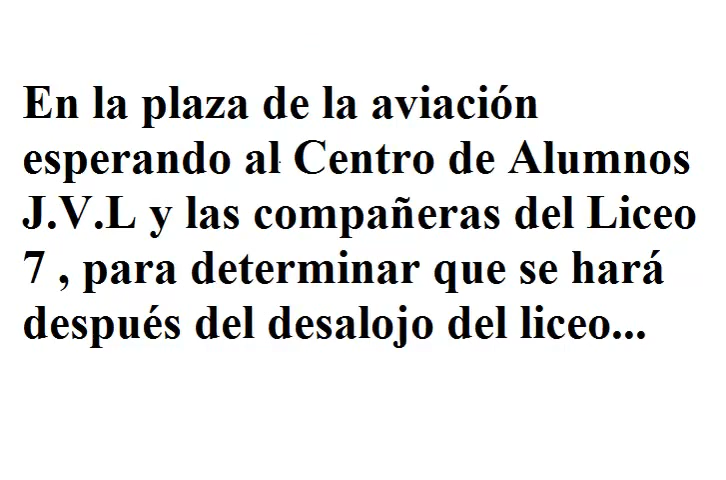 En la plaza de la aviación
esperando al Centro de Alumnos
J.V.L y las compañeras del Liceo
7 , para determinar que se hará
después del desalojo del liceo...